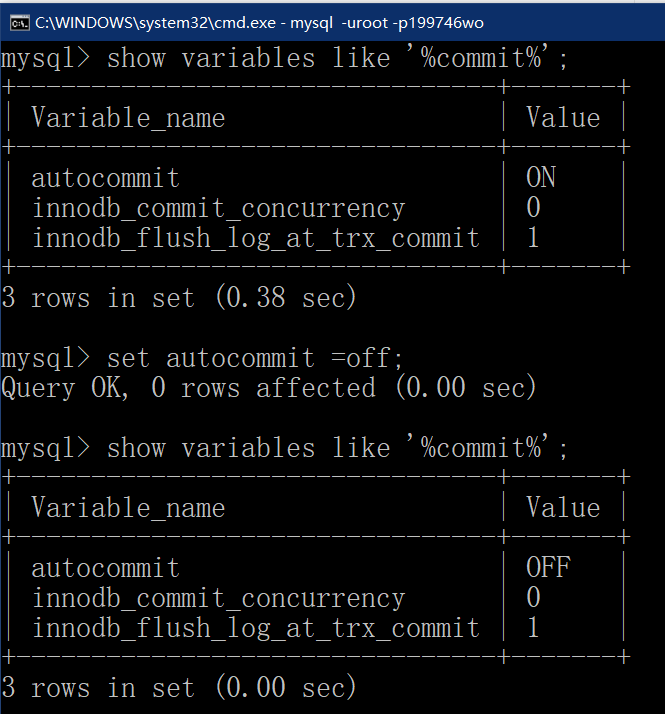 C:\WINDOWS\system32\cmd.exe - mysql  -uroot -p199746wo
mysql> show variables like '%commit%';
+--------------------------------+-------+
| Variable_name                  | Value |
+--------------------------------+-------+
| autocommit                     | ON    |
| innodb_commit_concurrency      | 0     |
| innodb_flush_log_at_trx_commit | 1     |
+--------------------------------+-------+
3 rows in set (0.38 sec)
mysql> set autocommit =off;
Query OK, 0 rows affected (0.00 sec)
mysql> show variables like '%commit%';
+--------------------------------+-------+
| Variable_name                  | Value |
+--------------------------------+-------+
| autocommit                     | OFF   |
| innodb_commit_concurrency      | 0     |
| innodb_flush_log_at_trx_commit | 1     |
+--------------------------------+-------+
3 rows in set (0.00 sec)